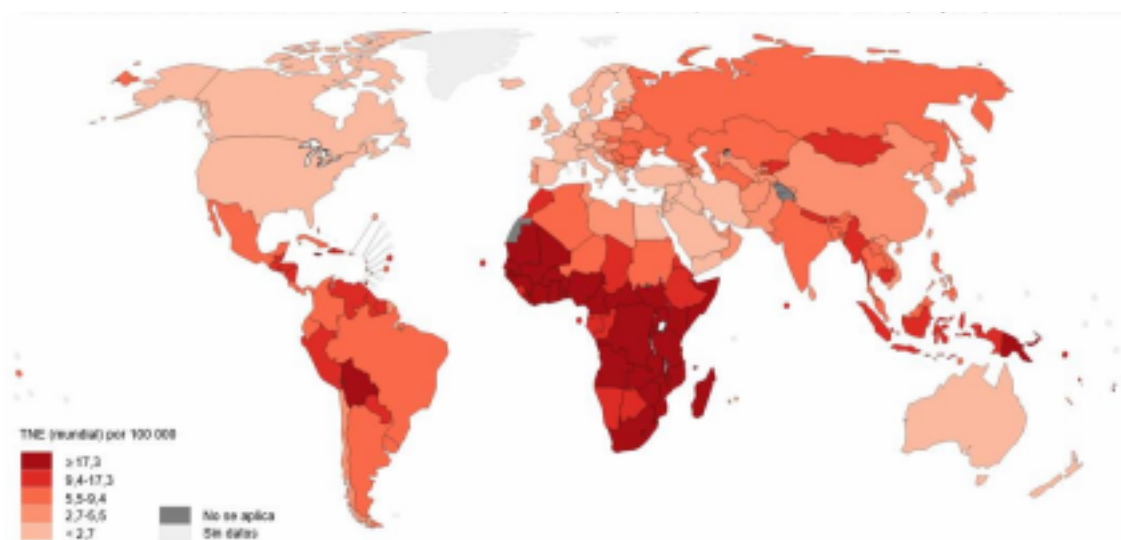 TNE (mundial) por 100 000
≥ 17,3
9,4-17,3
5,5-9,4
2,7-5,5
< 2,7
No se aplica
Sin datos